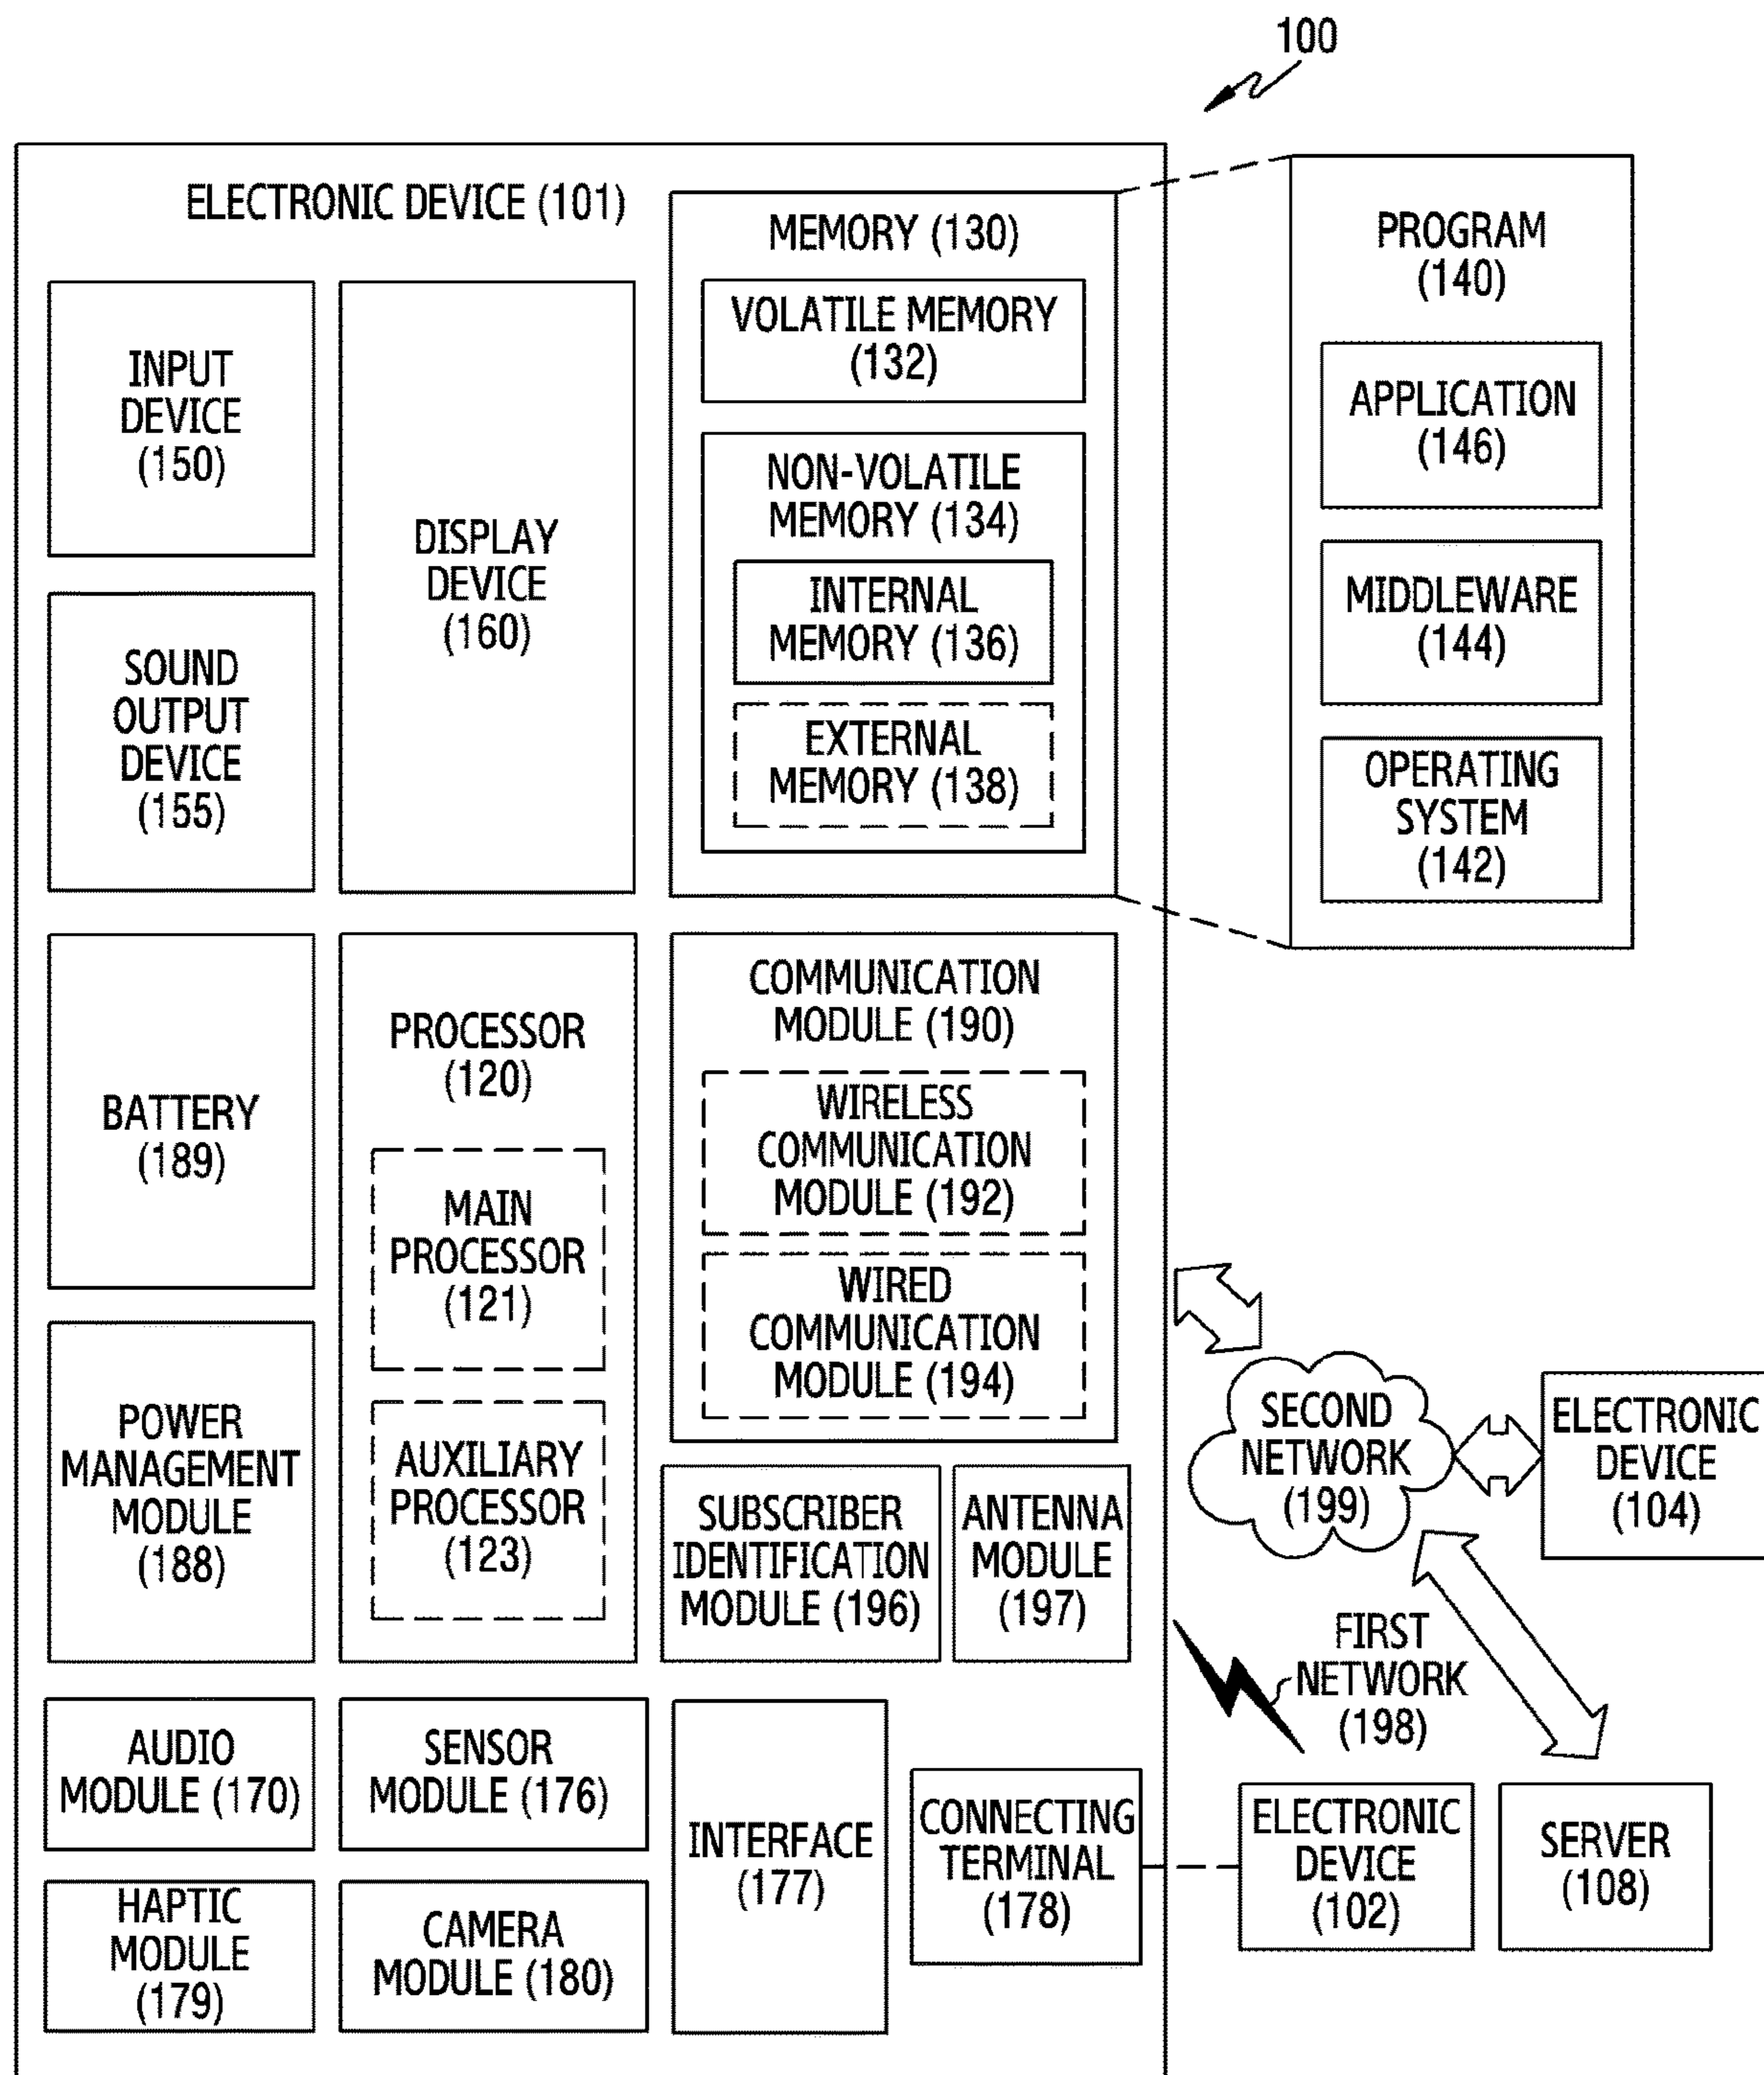 100
ELECTRONIC DEVICE (101)
INPUT
DEVICE
(150)
SOUND
OUTPUT
DEVICE
(155)
DISPLAY
DEVICE
(160)
MEMORY (130)
VOLATILE MEMORY
(132)
NON-VOLATILE
MEMORY (134)
INTERNAL
MEMORY (136)
EXTERNAL
MEMORY (138)
PROGRAM
(140)
APPLICATION
(146)
MIDDLEWARE
(144)
OPERATING
SYSTEM
(142)
BATTERY
(189)
POWER
MANAGEMENT
MODULE
(188)
PROCESSOR
(120)
MAIN
PROCESSOR
(121)
AUXILIARY
PROCESSOR
(123)
COMMUNICATION
MODULE (190)
WIRELESS
COMMUNICATION
MODULE (192)
WIRED
COMMUNICATION
MODULE (194)
SUBSCRIBER
IDENTIFICATION
MODULE (196)
ANTENNA
MODULE
(197)
SECOND
NETWORK
(199)
ELECTRONIC
DEVICE
(104)
FIRST
NETWORK
(198)
AUDIO
MODULE (170)
SENSOR
MODULE (176)
HAPTIC
MODULE
(179)
CAMERA
MODULE (180)
INTERFACE
(177)
CONNECTING
TERMINAL
(178)
ELECTRONIC
DEVICE
(102)
SERVER
(108)